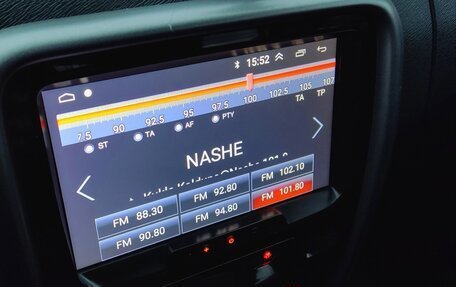 15:52
7.5 90 92.5 95 97.5 100 102.5 105 107
ST TA AF PTY TA TP
NASHE
FM 88.30 FM 92.80 FM 102.10
FM 90.80 FM 94.80 FM 101.80